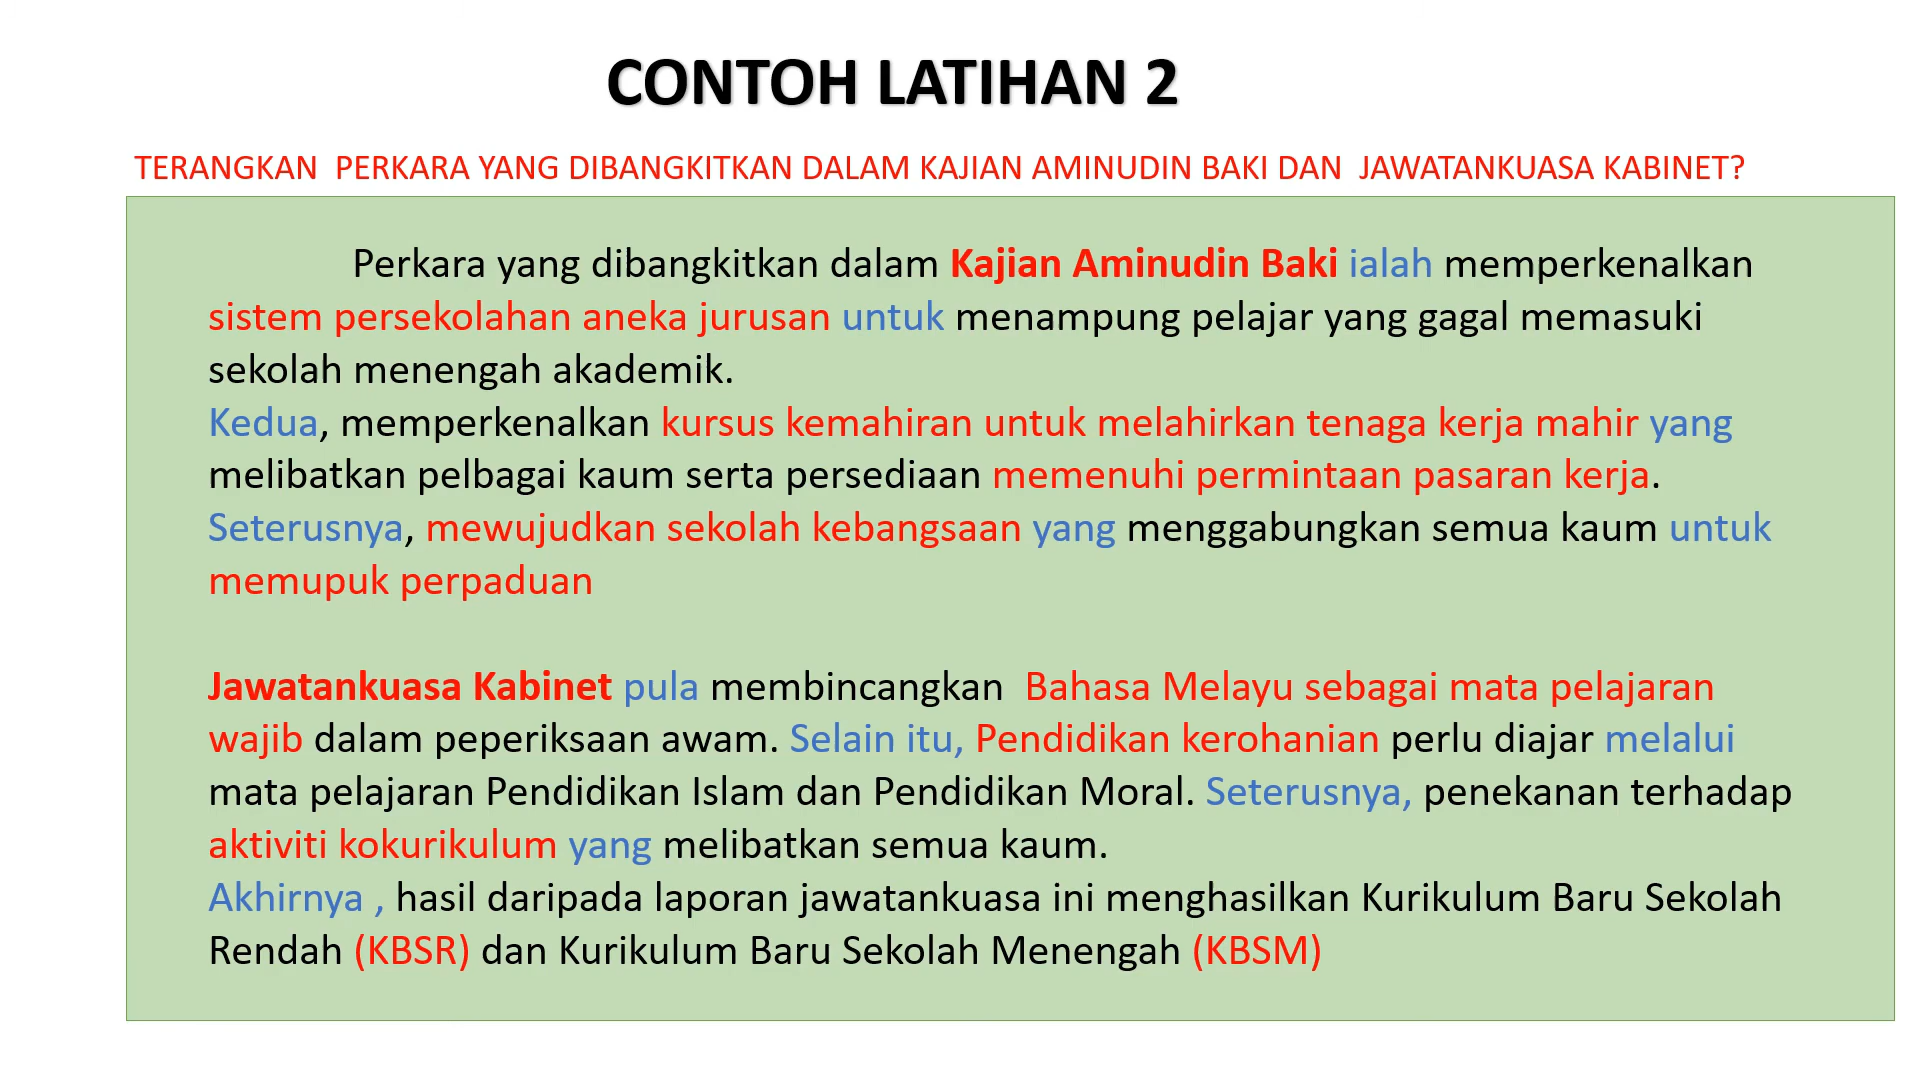 CONTOH LATIHAN 2
TERANGKAN PERKARA YANG DIBANGKITKAN DALAM KAJIAN AMINUDIN BAKI DAN JAWATANKUASA KABINET?
Perkara yang dibangkitkan dalam Kajian Aminudin Baki ialah memperkenalkan
sistem persekolahan aneka jurusan untuk menampung pelajar yang gagal memasuki
sekolah menengah akademik.
Kedua, memperkenalkan kursus kemahiran untuk melahirkan tenaga kerja mahir yang
melibatkan pelbagai kaum serta persediaan memenuhi permintaan pasaran kerja.
Seterusnya, mewujudkan sekolah kebangsaan yang menggabungkan semua kaum untuk
memupuk perpaduan
Jawatankuasa Kabinet pula membincangkan Bahasa Melayu sebagai mata pelajaran
wajib dalam peperiksaan awam. Selain itu, Pendidikan kerohanian perlu diajar melalui
mata pelajaran Pendidikan Islam dan Pendidikan Moral. Seterusnya, penekanan terhadap
aktiviti kokurikulum yang melibatkan semua kaum.
Akhirnya , hasil daripada laporan jawatankuasa ini menghasilkan Kurikulum Baru Sekolah
Rendah (KBSR) dan Kurikulum Baru Sekolah Menengah (KBSM)